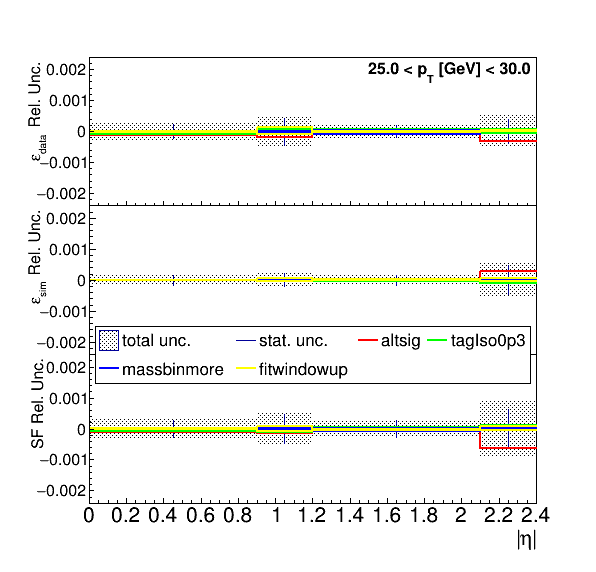 25.0 < p_T [GeV] < 30.0
ε_data Rel. Unc.
0.002
0.001
0
−0.001
−0.002
ε_sim Rel. Unc.
0.002
0.001
0
−0.001
−0.002
total unc. stat. unc. altsig tagIso0p3
massbinmore fitwindowup
SF Rel. Unc.
0.002
0.001
0
−0.001
−0.002
0 0.2 0.4 0.6 0.8 1 1.2 1.4 1.6 1.8 2 2.2 2.4
|η|